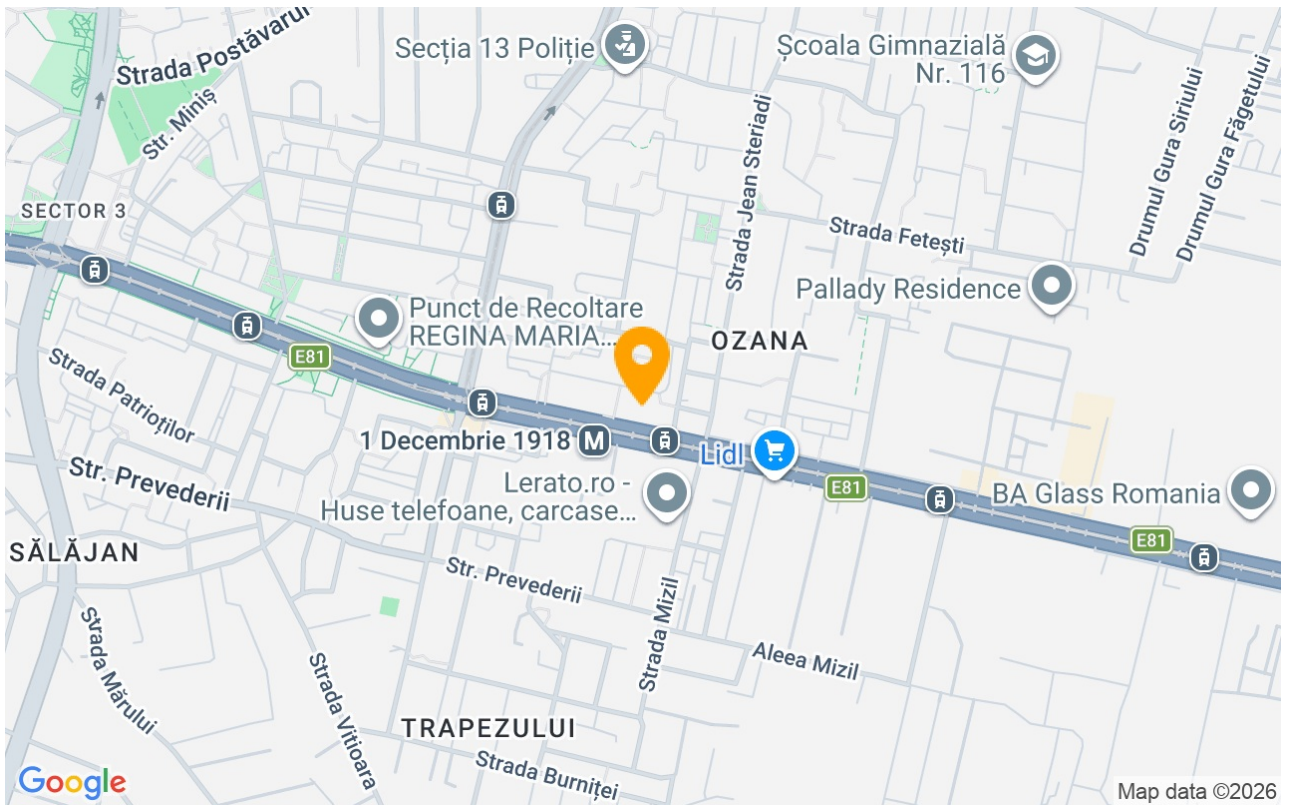 Strada Postăvarul
Secția 13 Poliție
Școala Gimnazială
Nr. 116
Str. Miniș
Strada Jean Steriadi
Drumul Gura Siriului
Drumul Gura Făgetului
SECTOR 3
Strada Fetești
Pallady Residence
Punct de Recoltare
REGINA MARIA...
OZANA
E81
Strada Patrioților
1 Decembrie 1918
M
Lidl
Str. Prevederii
Lerato.ro -
Huse telefoane, carcase...
E81
BA Glass Romania
E81
SĂLĂJAN
Str. Prevederii
Strada Mizil
Aleea Mizil
Strada Mărului
Strada Vitioara
TRAPEZULUI
Strada Burniței
Google
Map data ©2026